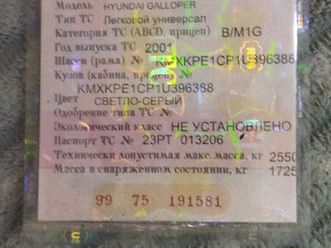 Модель HYUNDAI GALLOPER
Тип ТС Легковой универсал
Категория ТС (ABCD, прицеп) B/M1G
Год выпуска ТС 2001
Шасси (рама) № KMXKPE1CP1U396388
Кузов (кабина, прицеп) №
KMXKPE1CP1U396388
Цвет
СВЕТЛО-СЕРЫЙ
Одобрение типа ТС №
Экологический класс НЕ УСТАНОВЛЕНО
Паспорт ТС № 23РТ 013206
Технически допустимая макс. масса, кг 2550
Масса в снаряженном состоянии, кг 1725
99 75 191581